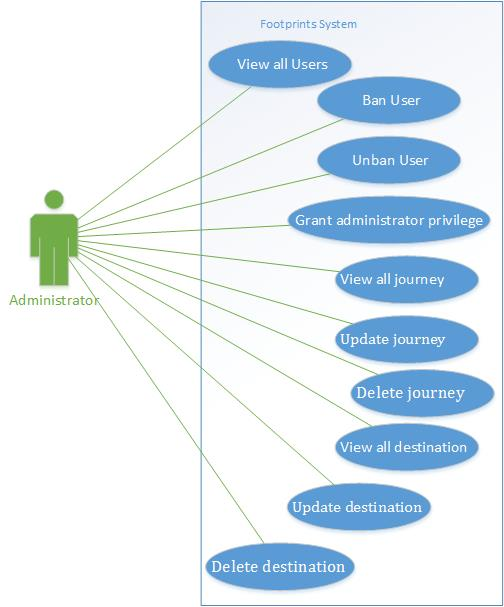 Footprints System
View all Users
Ban User
Unban User
Grant administrator privilege
Administrator
View all journey
Update journey
Delete journey
View all destination
Update destination
Delete destination